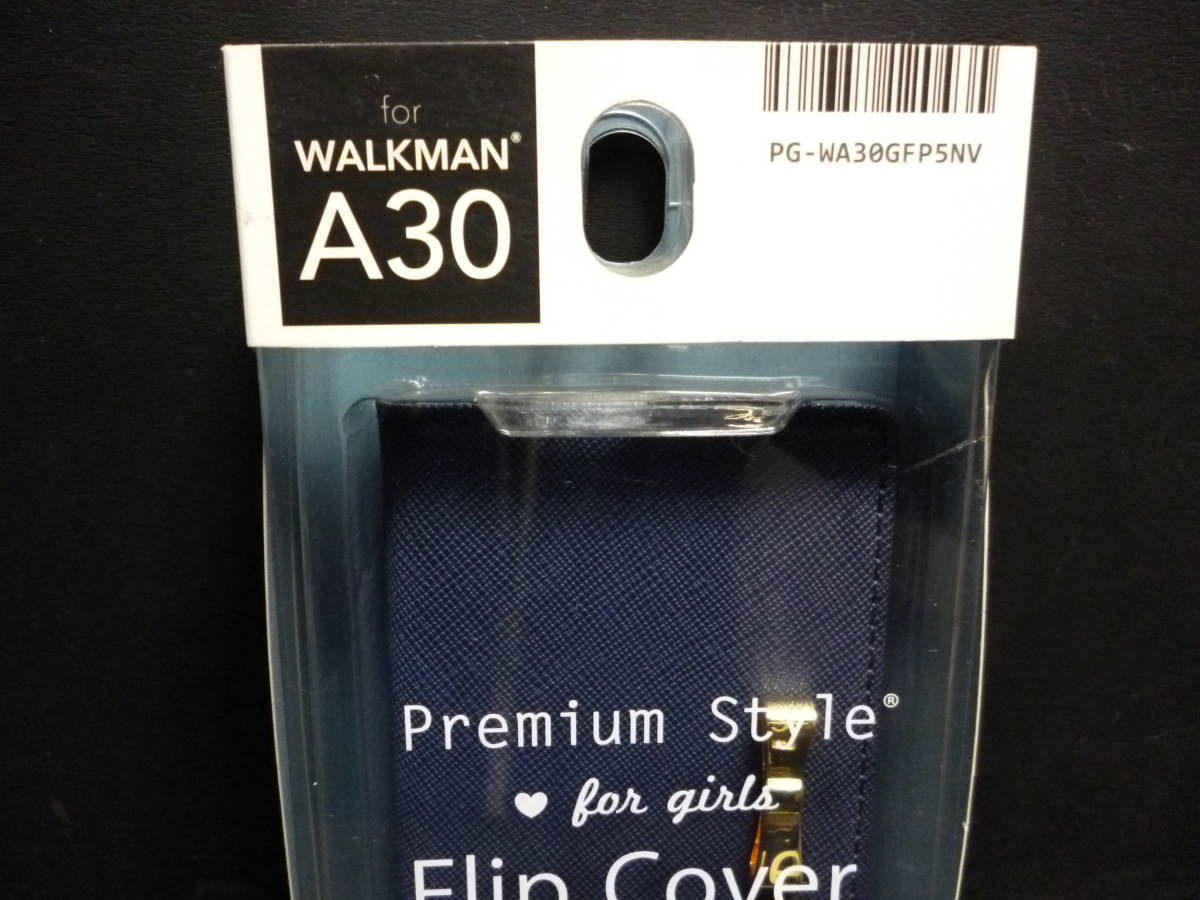 for
WALKMAN®
A30
PG-WA30GFP5NV
Premium Style®
for girls
Flip Cover